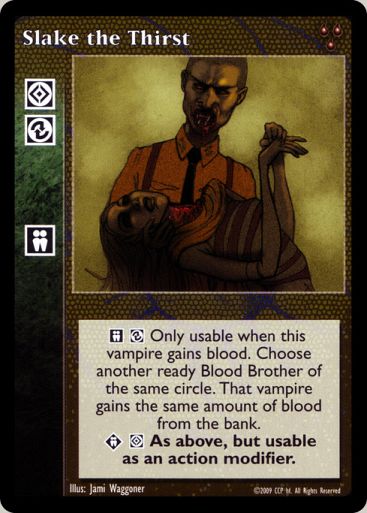 Slake the Thirst
Only usable when this
vampire gains blood. Choose
another ready Blood Brother of
the same circle. That vampire
gains the same amount of blood
from the bank.
As above, but usable
as an action modifier.
Illus: Jami Waggoner ©2009 CCP hf. All Rights Reserved